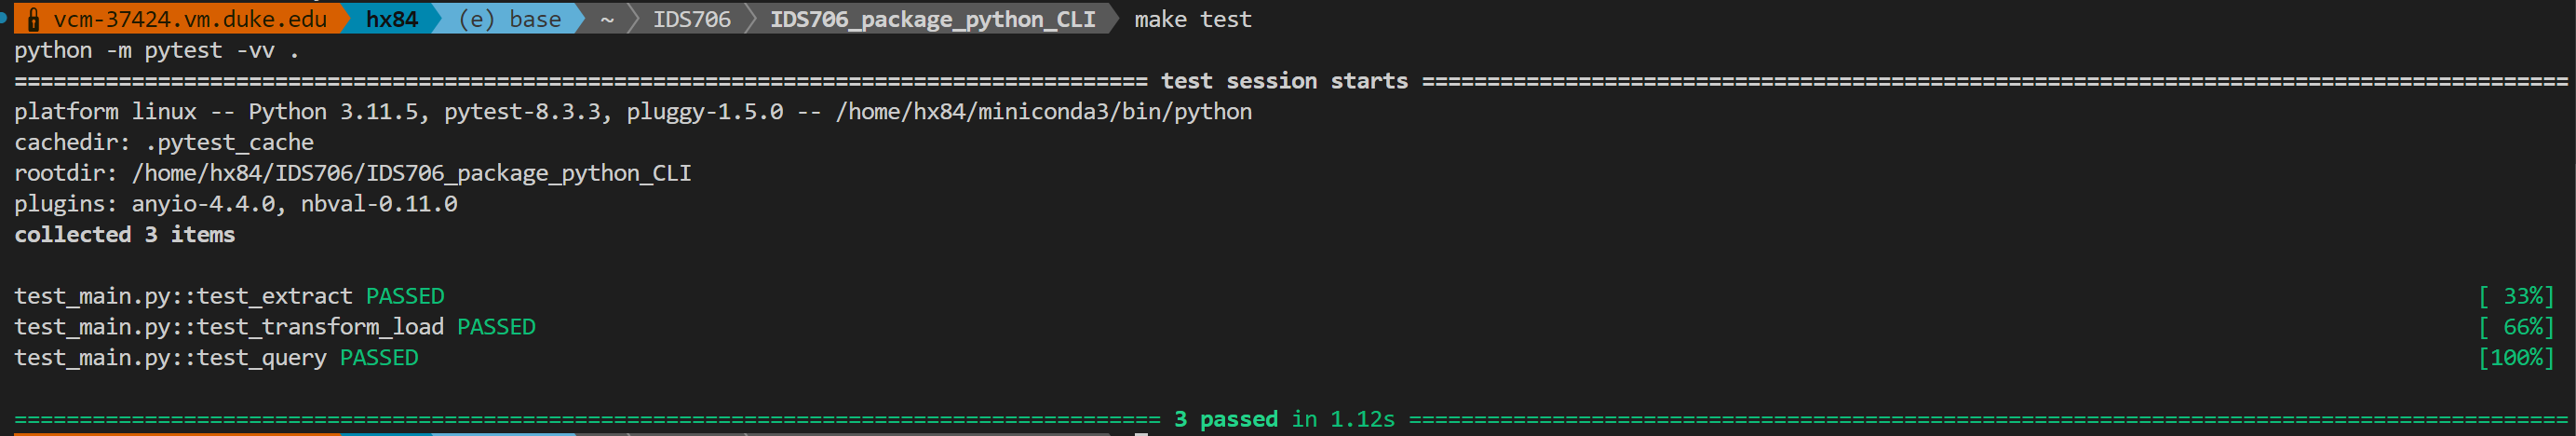 vcm-37424.vm.duke.edu hx84 (e) base ~ IDS706 IDS706_package_python_CLI make test
python -m pytest -vv .
======================================================================================= test session starts ========================================================================================
platform linux -- Python 3.11.5, pytest-8.3.3, pluggy-1.5.0 -- /home/hx84/miniconda3/bin/python
cachedir: .pytest_cache
rootdir: /home/hx84/IDS706/IDS706_package_python_CLI
plugins: anyio-4.4.0, nbval-0.11.0
collected 3 items
test_main.py::test_extract PASSED [ 33%]
test_main.py::test_transform_load PASSED [ 66%]
test_main.py::test_query PASSED [100%]
======================================================================================== 3 passed in 1.12s =========================================================================================